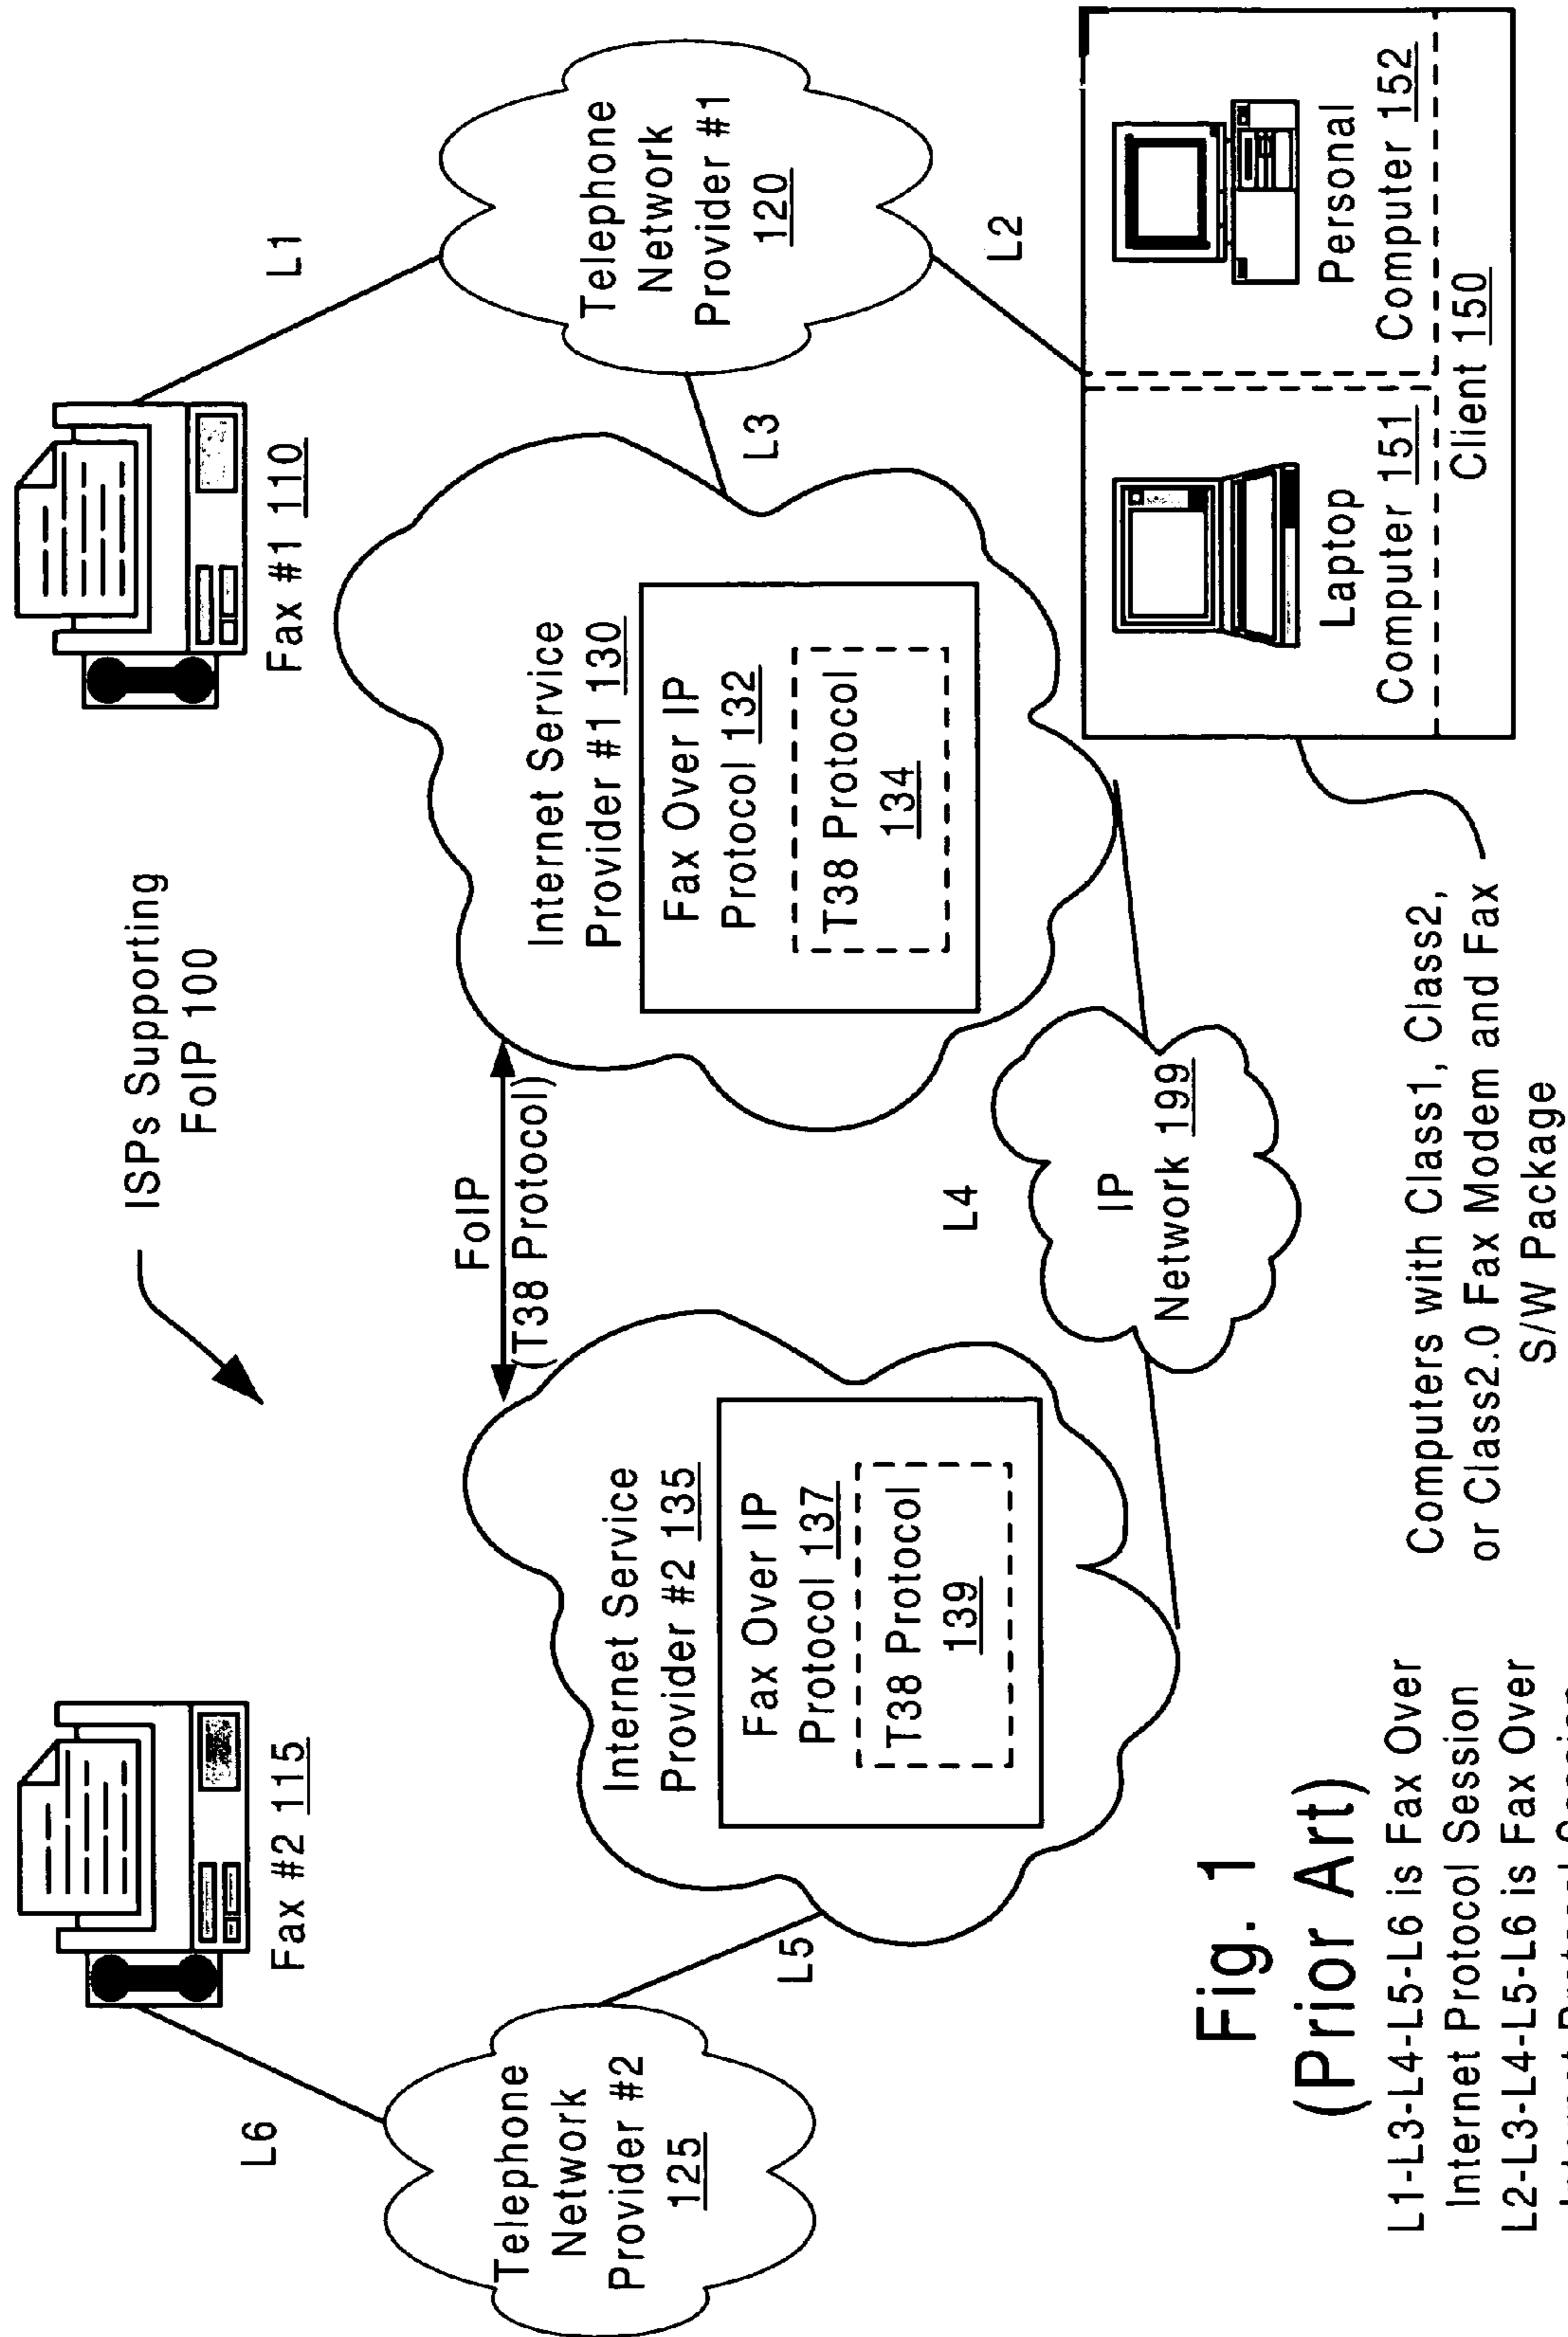 ISPs Supporting
FoIP 100
Fax #2 115
Fax #1 110
L6
L1
FoIP
(T38 Protocol)
Telephone
Network
Provider #2
125
L5
Internet Service
Provider #2 135
Fax Over IP
Protocol 137
T38 Protocol
139
Internet Service
Provider #1 130
Fax Over IP
Protocol 132
T38 Protocol
134
L3
Telephone
Network
Provider #1
120
L2
L4
IP
Network 199
Laptop
Computer 151
Personal
Computer 152
Client 150
Computers with Class1, Class2,
or Class2.0 Fax Modem and Fax
S/W Package
Fig. 1
(Prior Art)
L1-L3-L4-L5-L6 is Fax Over
Internet Protocol Session
L2-L3-L4-L5-L6 is Fax Over